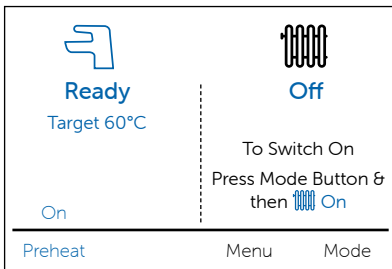 Ready
Target 60°C
On
Off
To Switch On
Press Mode Button &
then On
Preheat
Menu
Mode